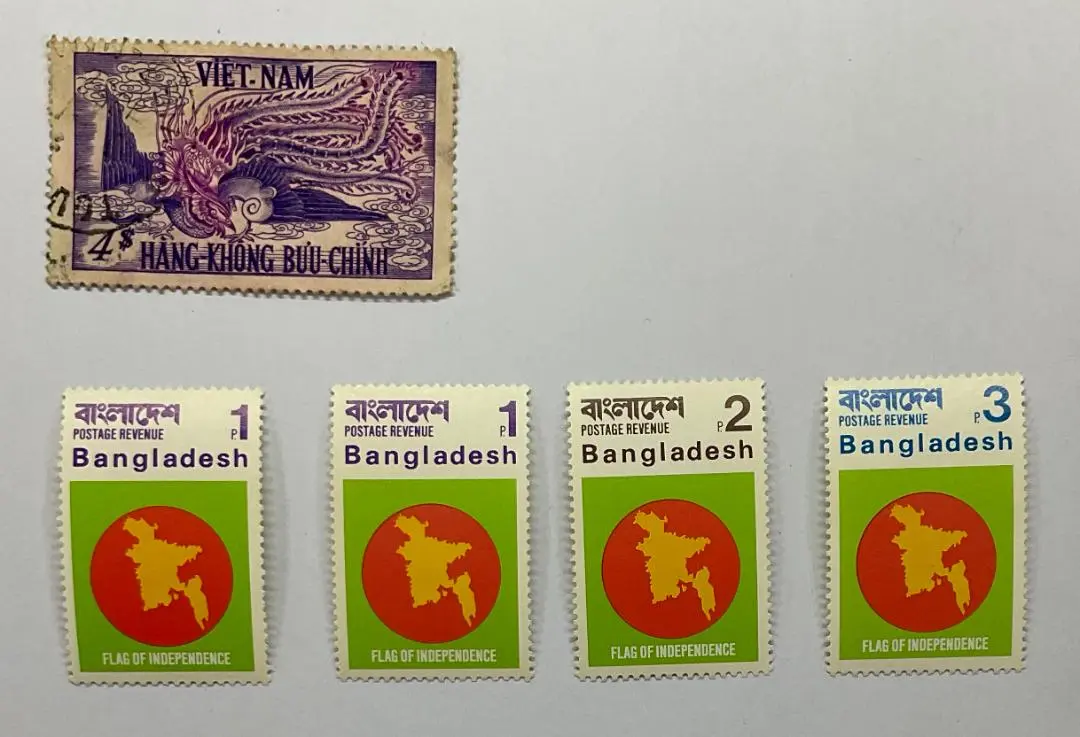 VIỆT-NAM
4$
HÀNG-KHÔNG BƯU-CHÍNH
বাংলাদেশ
POSTAGE REVENUE
P. 1
Bangladesh
FLAG OF INDEPENDENCE
বাংলাদেশ
POSTAGE REVENUE
P. 1
Bangladesh
FLAG OF INDEPENDENCE
বাংলাদেশ
POSTAGE REVENUE
P. 2
Bangladesh
FLAG OF INDEPENDENCE
বাংলাদেশ
POSTAGE REVENUE
P. 3
Bangladesh
FLAG OF INDEPENDENCE